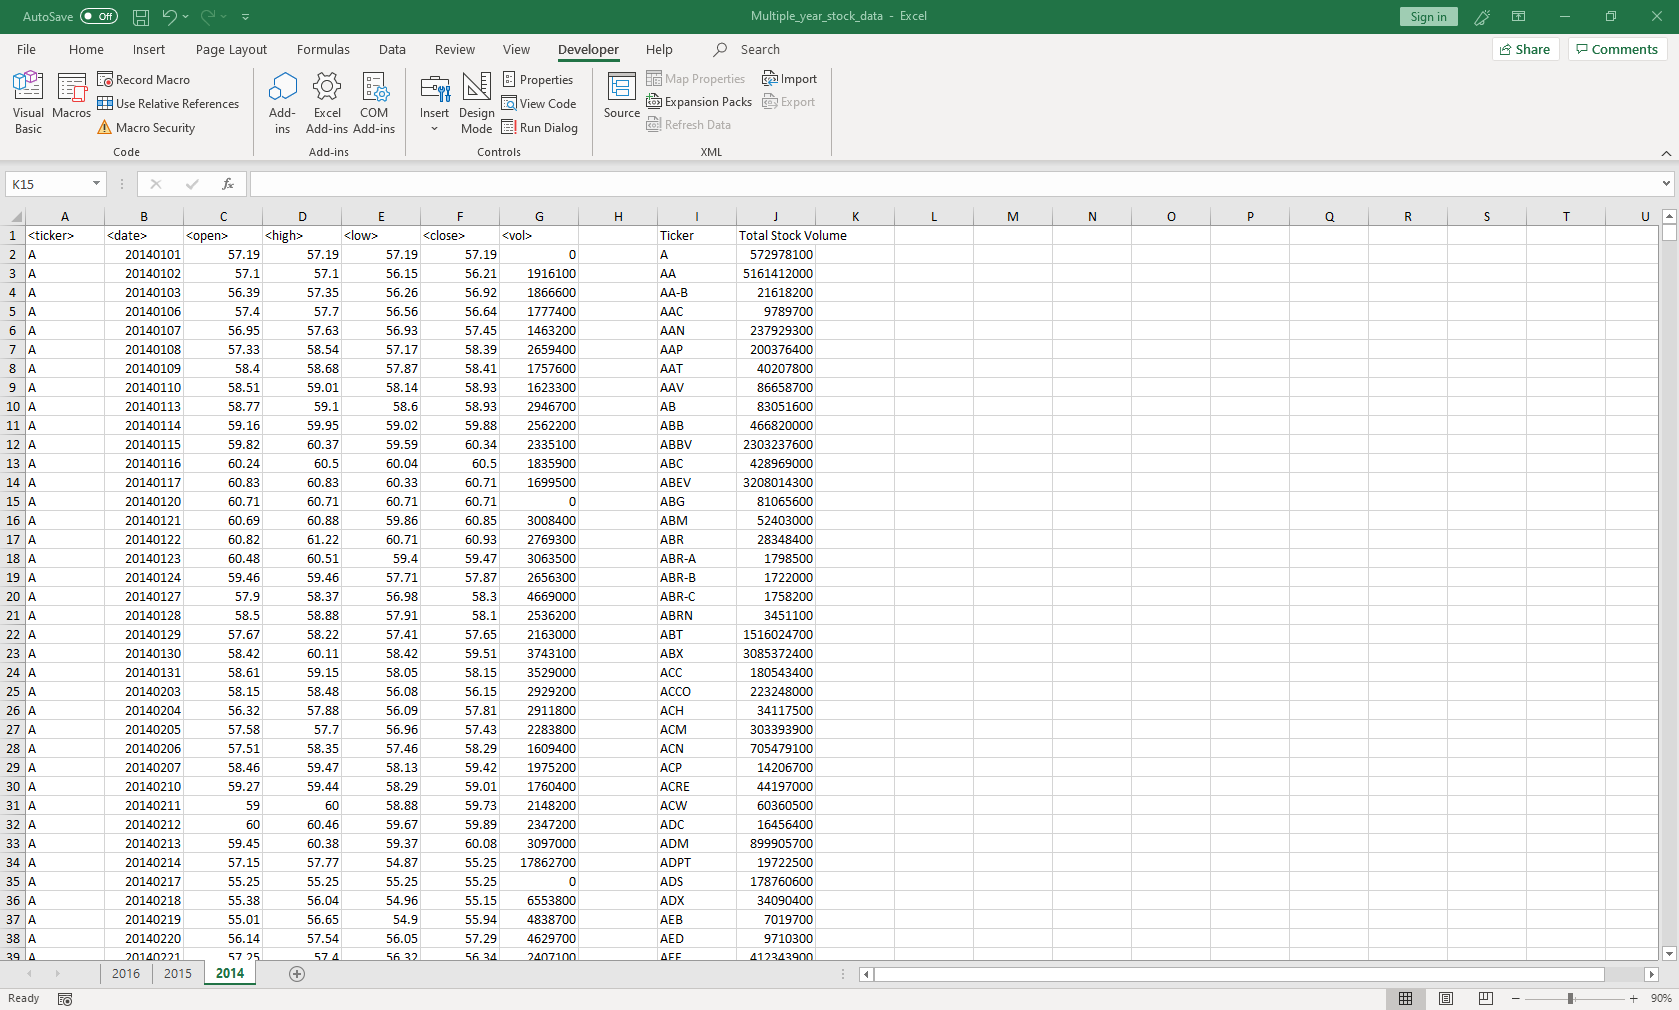 AutoSave Off Multiple_year_stock_data - Excel Sign in
File Home Insert Page Layout Formulas Data Review View Developer Help Search Share Comments
Visual Basic Macros Record Macro Use Relative References Macro Security Code
Add-ins Excel Add-ins COM Add-ins Add-ins
Insert Design Mode Properties View Code Run Dialog Controls
Source Map Properties Expansion Packs Refresh Data Import Export XML
K15 fx
A B C D E F G H I J K L M N O P Q R S T U
1 <ticker> <date> <open> <high> <low> <close> <vol> Ticker Total Stock Volume
2 A 20140101 57.19 57.19 57.19 57.19 0 A 572978100
3 A 20140102 57.1 57.1 56.15 56.21 1916100 AA 5161412000
4 A 20140103 56.39 57.35 56.26 56.92 1866600 AA-B 21618200
5 A 20140106 57.4 57.7 56.56 56.64 1777400 AAC 9789700
6 A 20140107 56.95 57.63 56.93 57.45 1463200 AAN 237929300
7 A 20140108 57.33 58.54 57.17 58.39 2659400 AAP 200376400
8 A 20140109 58.4 58.68 57.87 58.41 1757600 AAT 40207800
9 A 20140110 58.51 59.01 58.14 58.93 1623300 AAV 86658700
10 A 20140113 58.77 59.1 58.6 58.93 2946700 AB 83051600
11 A 20140114 59.16 59.95 59.02 59.88 2562200 ABB 466820000
12 A 20140115 59.82 60.37 59.59 60.34 2335100 ABBV 2303237600
13 A 20140116 60.24 60.5 60.04 60.5 1835900 ABC 428969000
14 A 20140117 60.83 60.83 60.33 60.71 1699500 ABEV 3208014300
15 A 20140120 60.71 60.71 60.71 60.71 0 ABG 81065600
16 A 20140121 60.69 60.88 59.86 60.85 3008400 ABM 52403000
17 A 20140122 60.82 61.22 60.71 60.93 2769300 ABR 28348400
18 A 20140123 60.48 60.51 59.4 59.47 3063500 ABR-A 1798500
19 A 20140124 59.46 59.46 57.71 57.87 2656300 ABR-B 1722000
20 A 20140127 57.9 58.37 56.98 58.3 4669000 ABR-C 1758200
21 A 20140128 58.5 58.88 57.91 58.1 2536200 ABRN 3451100
22 A 20140129 57.67 58.22 57.41 57.65 2163000 ABT 1516024700
23 A 20140130 58.42 60.11 58.42 59.51 3743100 ABX 3085372400
24 A 20140131 58.61 59.15 58.05 58.15 3529000 ACC 180543400
25 A 20140203 58.15 58.48 56.08 56.15 2929200 ACCO 223248000
26 A 20140204 56.32 57.88 56.09 57.81 2911800 ACH 34117500
27 A 20140205 57.58 57.7 56.96 57.43 2283800 ACM 303393900
28 A 20140206 57.51 58.35 57.46 58.29 1609400 ACN 705479100
29 A 20140207 58.46 59.47 58.13 59.42 1975200 ACP 14206700
30 A 20140210 59.27 59.44 58.29 59.01 1760400 ACRE 44197000
31 A 20140211 59 60 58.88 59.73 2148200 ACW 60360500
32 A 20140212 60 60.46 59.67 59.89 2347200 ADC 16456400
33 A 20140213 59.45 60.38 59.37 60.08 3097000 ADM 899905700
34 A 20140214 57.15 57.77 54.87 55.25 17862700 ADPT 19722500
35 A 20140217 55.25 55.25 55.25 55.25 0 ADS 178760600
36 A 20140218 55.38 56.04 54.96 55.15 6553800 ADX 34090400
37 A 20140219 55.01 56.65 54.9 55.94 4838700 AEB 7019700
38 A 20140220 56.14 57.54 56.05 57.29 4629700 AED 9710300
39 A 20140221 57.25 57.4 56.32 56.34 2407100 412343900
2016 2015 2014
Ready 90%